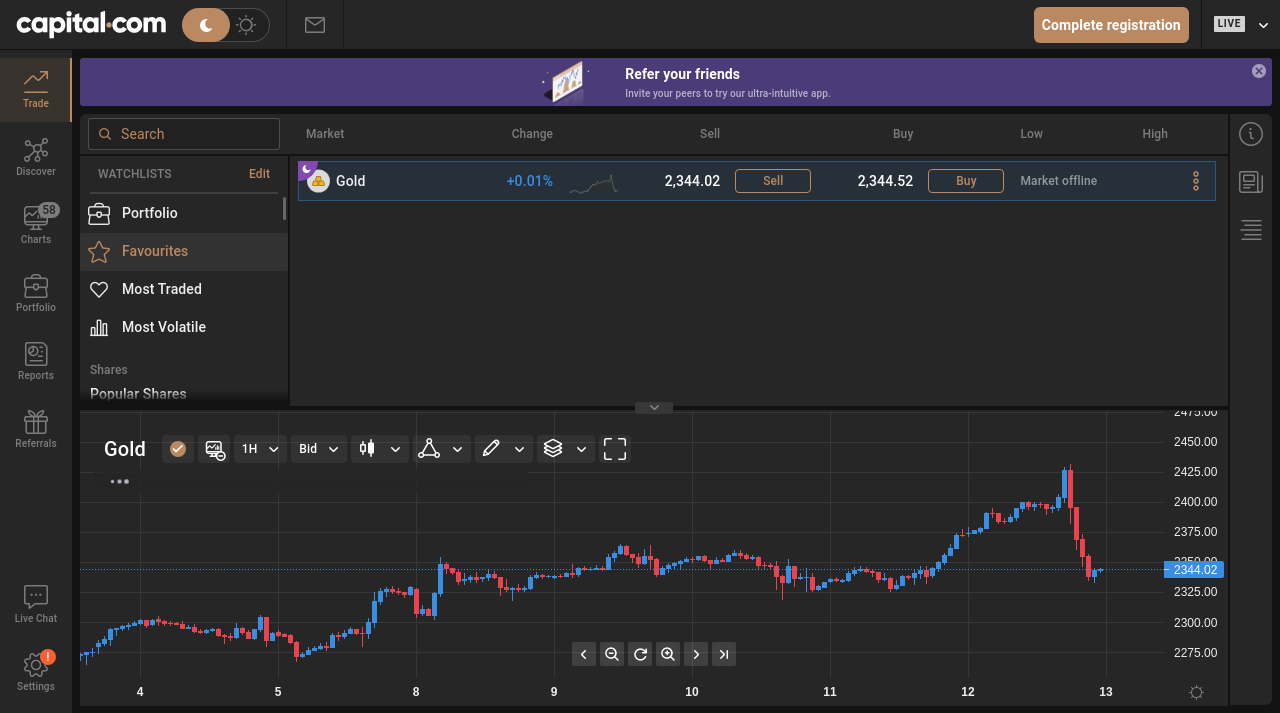 capital.com
Complete registration
LIVE
Refer your friends
Invite your peers to try our ultra-intuitive app.
Trade
Discover
58
Charts
Portfolio
Reports
Referrals
Live Chat
!
Settings
Search
Market Change Sell Buy Low High
WATCHLISTS Edit
Portfolio
Favourites
Most Traded
Most Volatile
Shares
Popular Shares
Gold +0.01% 2,344.02 Sell 2,344.52 Buy Market offline
Gold 1H Bid
2475.00
2450.00
2425.00
2400.00
2375.00
2350.00
2344.02
2325.00
2300.00
2275.00
4 5 8 9 10 11 12 13